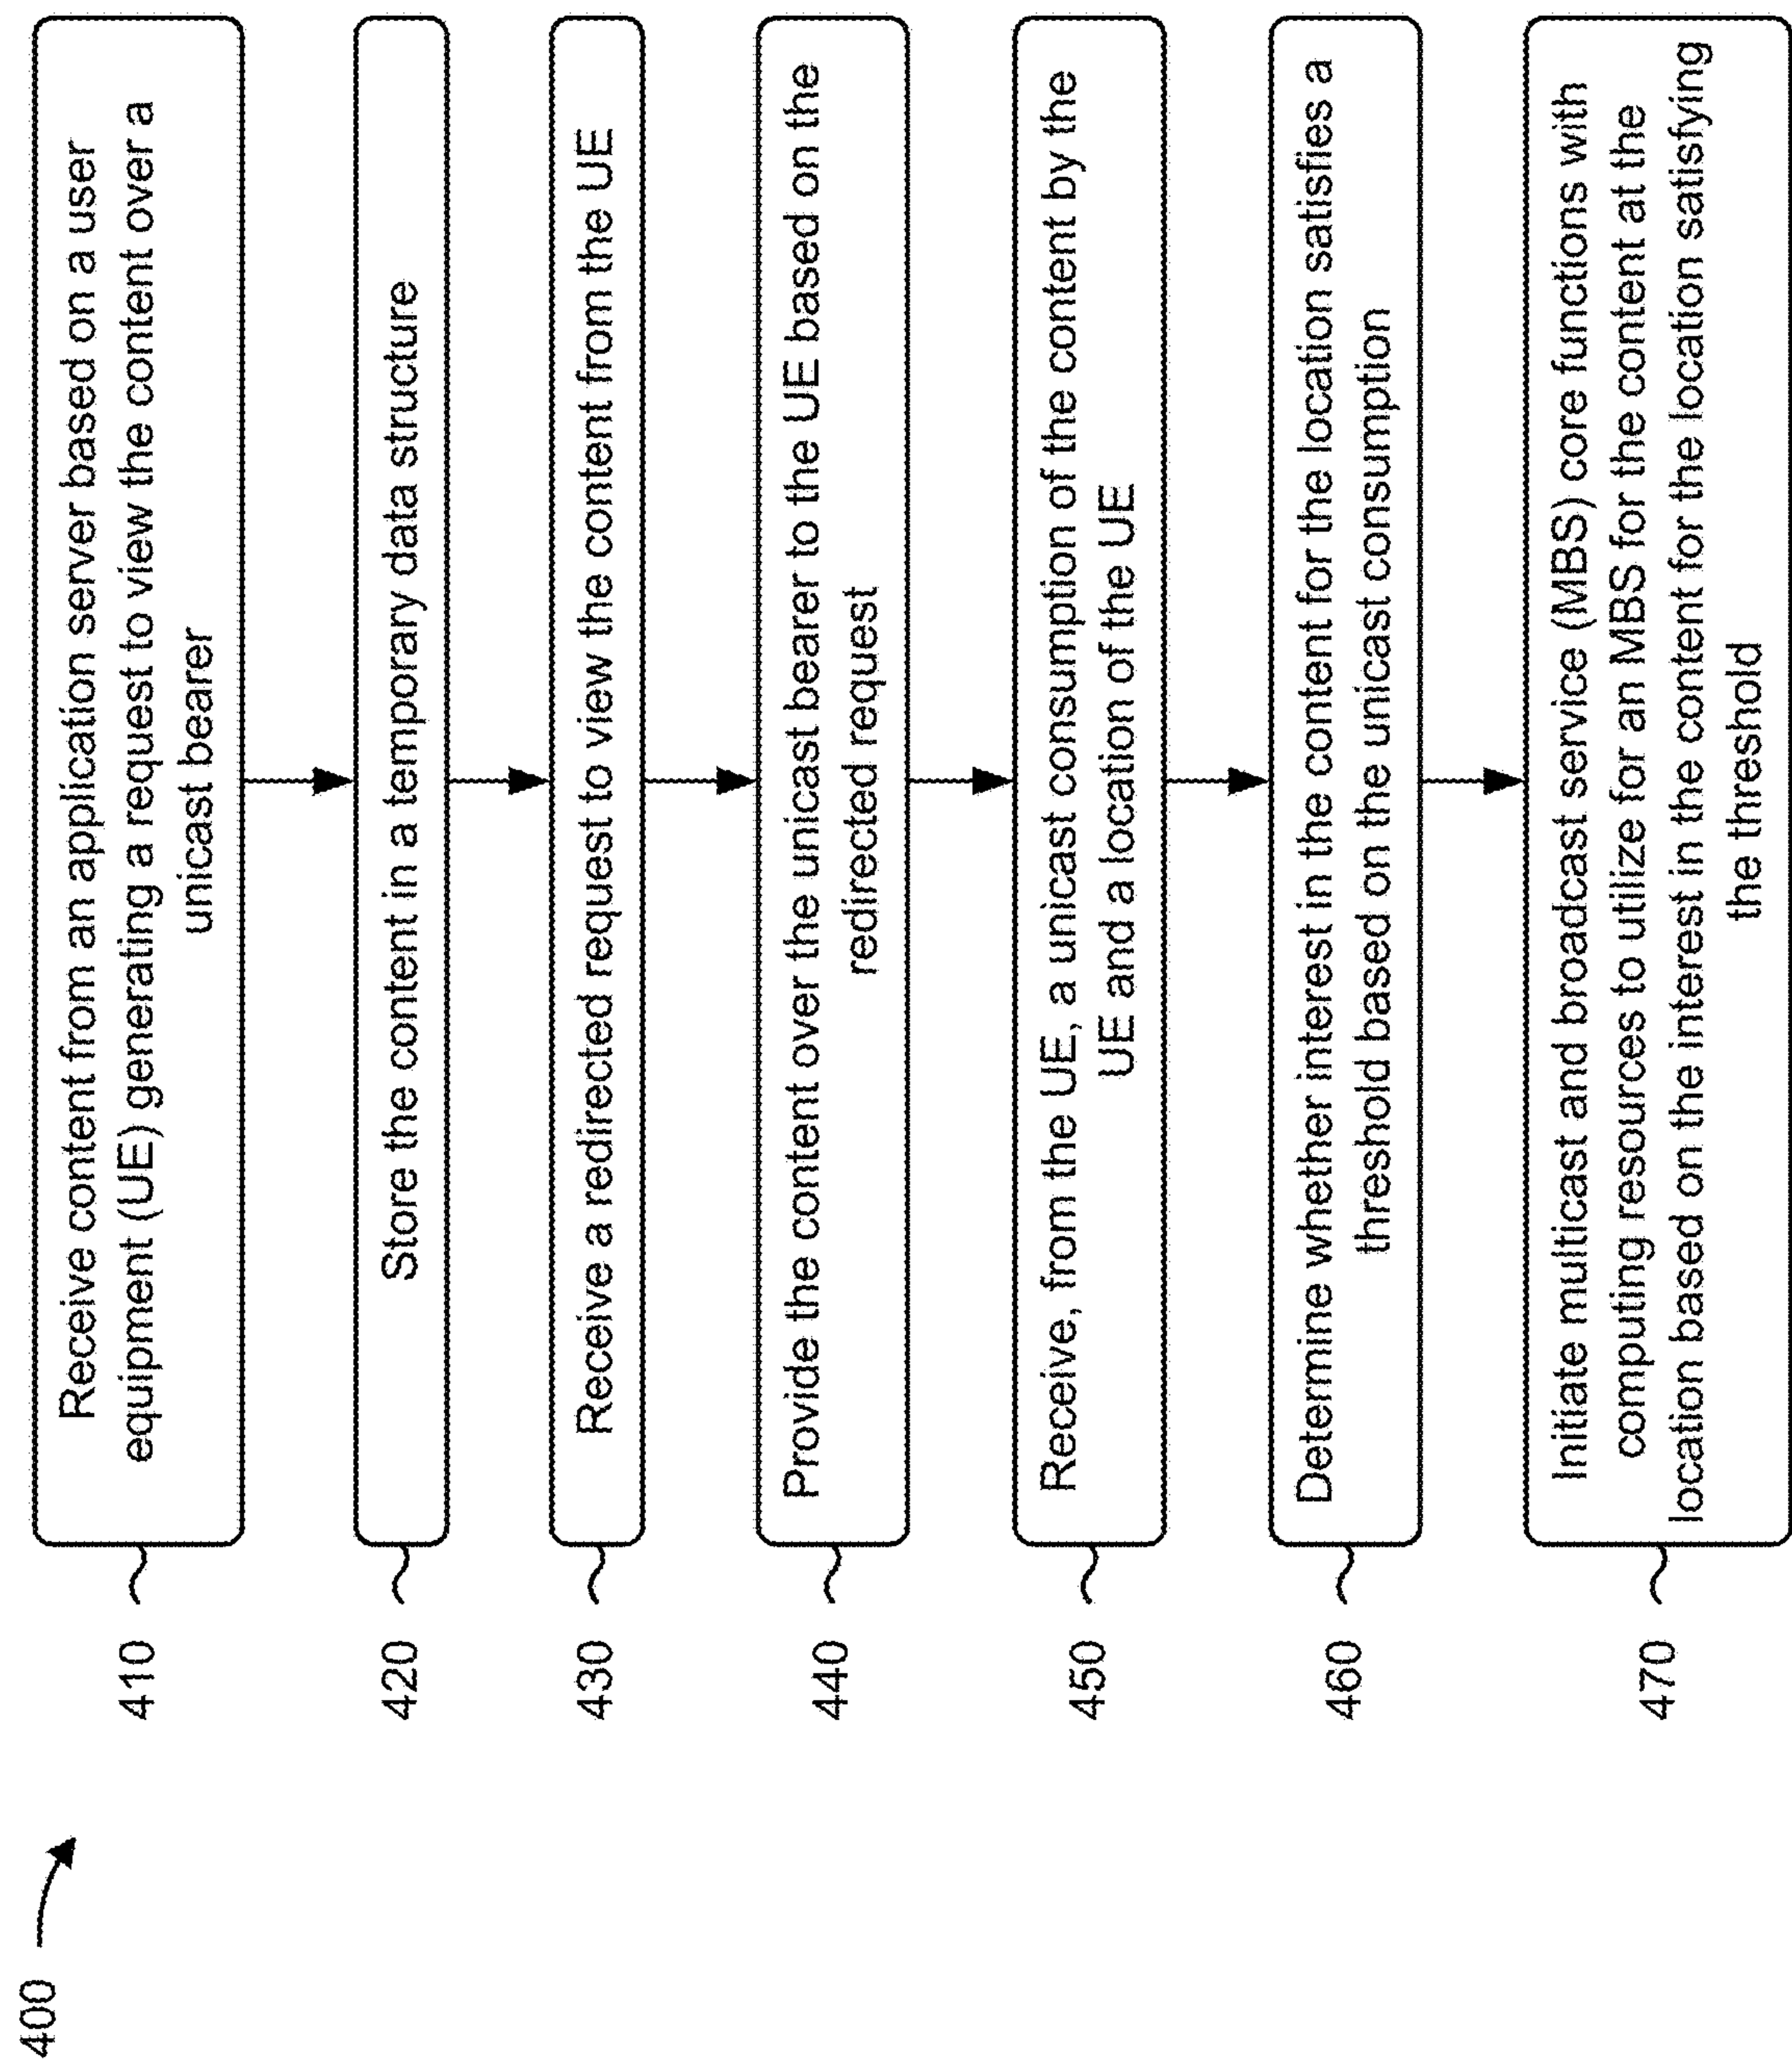 400
410
Receive content from an application server based on a user
equipment (UE) generating a request to view the content over a
unicast bearer
420
Store the content in a temporary data structure
430
Receive a redirected request to view the content from the UE
440
Provide the content over the unicast bearer to the UE based on the
redirected request
450
Receive, from the UE, a unicast consumption of the content by the
UE and a location of the UE
460
Determine whether interest in the content for the location satisfies a
threshold based on the unicast consumption
470
Initiate multicast and broadcast service (MBS) core functions with
computing resources to utilize for an MBS for the content at the
location based on the interest in the content for the location satisfying
the threshold